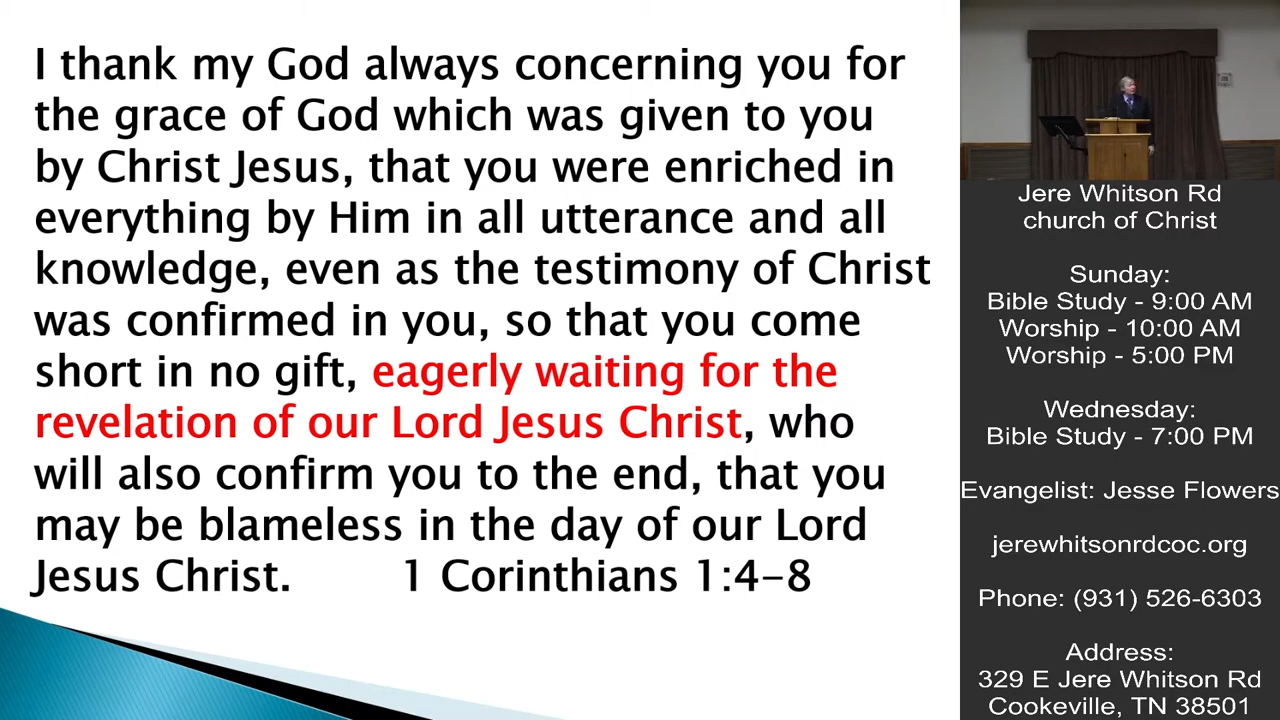 I thank my God always concerning you for
the grace of God which was given to you
by Christ Jesus, that you were enriched in
everything by Him in all utterance and all
knowledge, even as the testimony of Christ
was confirmed in you, so that you come
short in no gift, eagerly waiting for the
revelation of our Lord Jesus Christ, who
will also confirm you to the end, that you
may be blameless in the day of our Lord
Jesus Christ. 1 Corinthians 1:4-8
Jere Whitson Rd
church of Christ
Sunday:
Bible Study - 9:00 AM
Worship - 10:00 AM
Worship - 5:00 PM
Wednesday:
Bible Study - 7:00 PM
Evangelist: Jesse Flowers
jerewhitsonrdcoc.org
Phone: (931) 526-6303
Address:
329 E Jere Whitson Rd
Cookeville, TN 38501